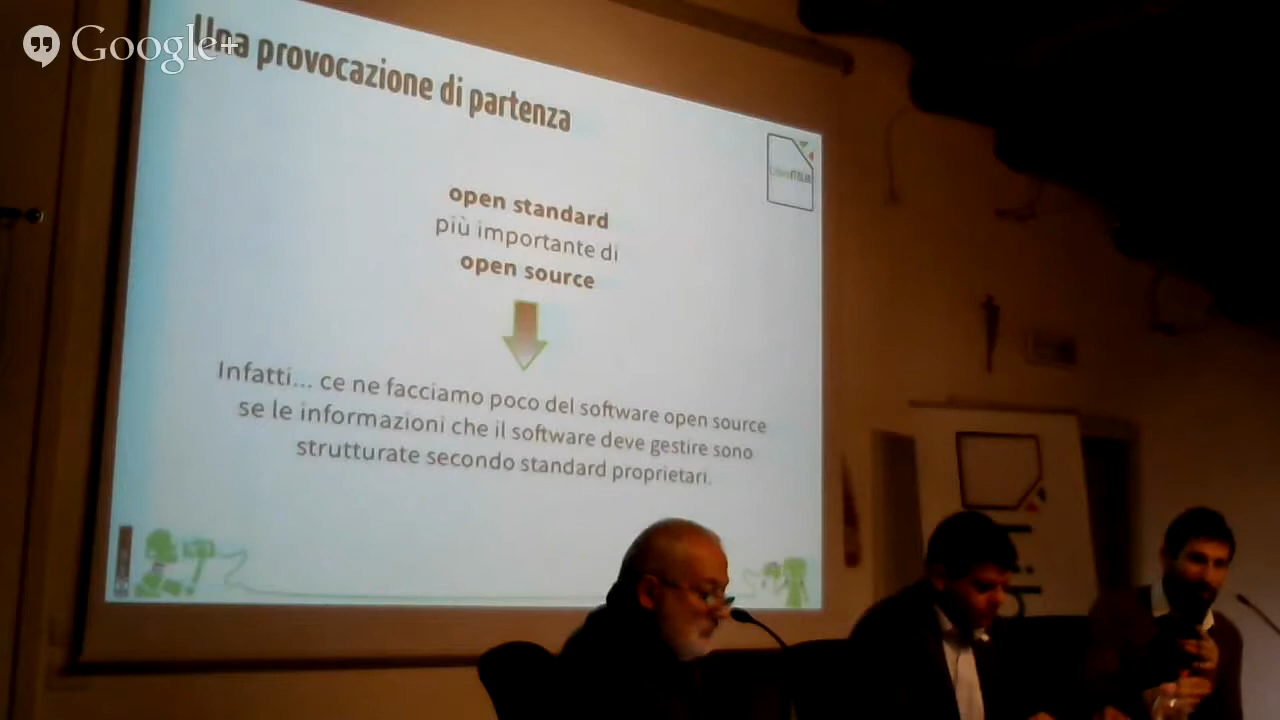 Google+
Una provocazione di partenza
LibreITALIA
open standard
più importante di
open source
Infatti... ce ne facciamo poco del software open source
se le informazioni che il software deve gestire sono
strutturate secondo standard proprietari.